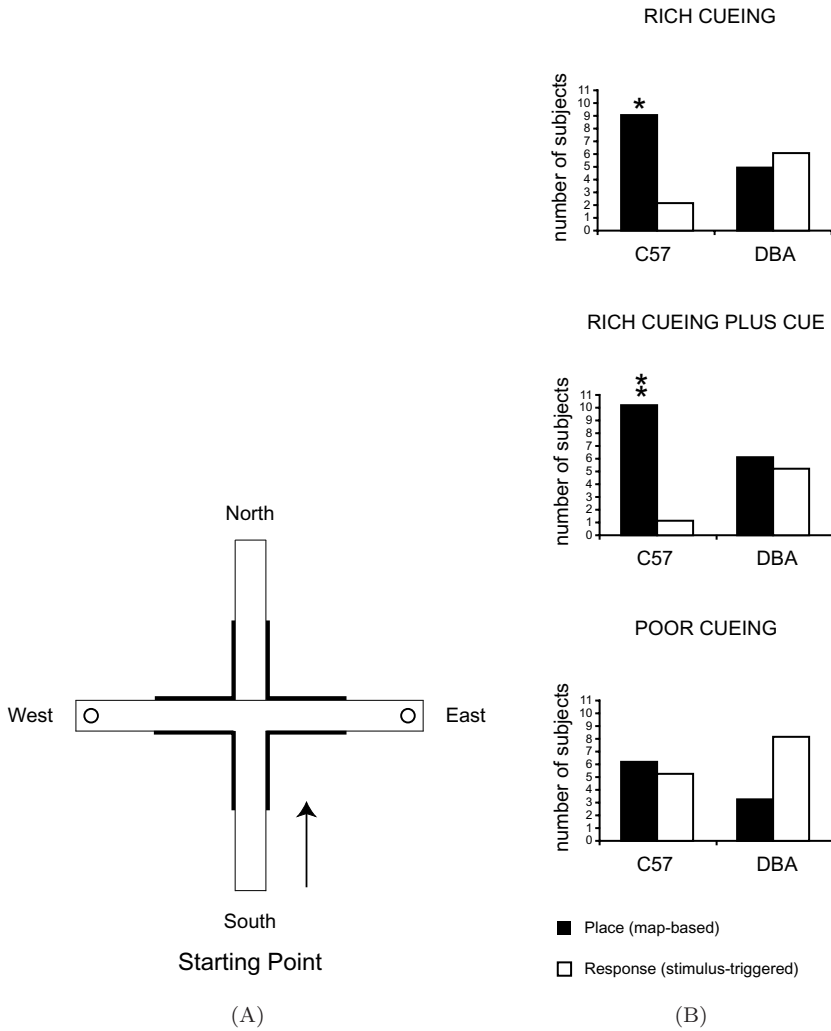 RICH CUEING
*
number of subjects
11
10
9
8
7
6
5
4
3
2
1
0
C57
DBA
RICH CUEING PLUS CUE
*
*
number of subjects
11
10
9
8
7
6
5
4
3
2
1
0
C57
DBA
POOR CUEING
number of subjects
11
10
9
8
7
6
5
4
3
2
1
0
C57
DBA
Place (map-based)
Response (stimulus-triggered)
(B)
North
West
East
South
Starting Point
(A)